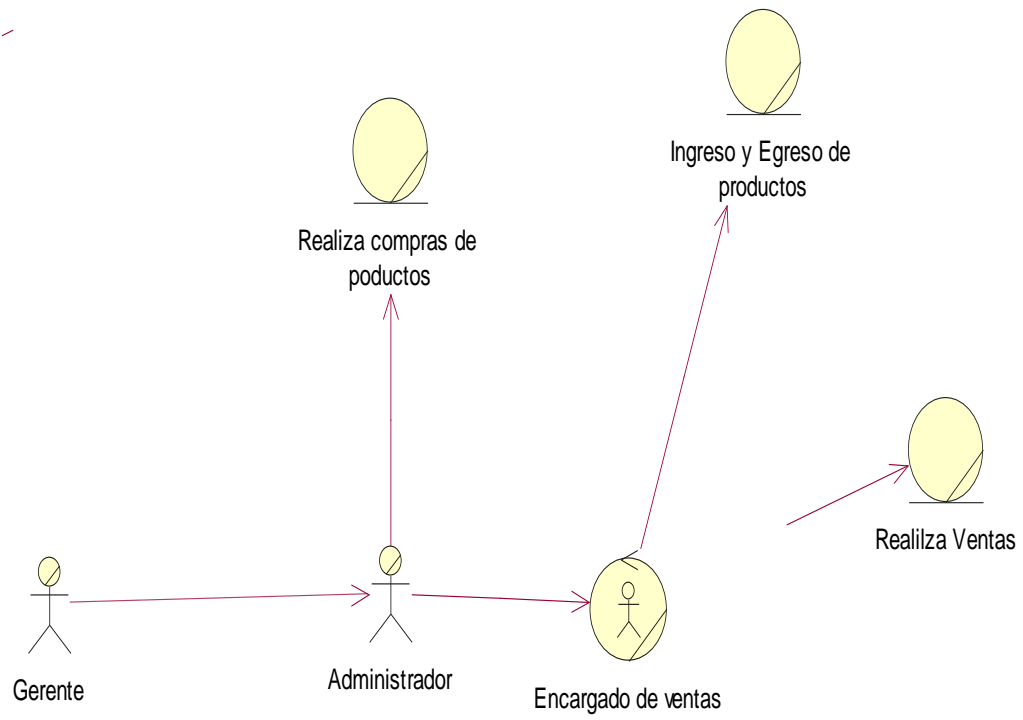 Ingreso y Egreso de
productos
Realiza compras de
poductos
Realilza Ventas
Gerente
Administrador
Encargado de ventas